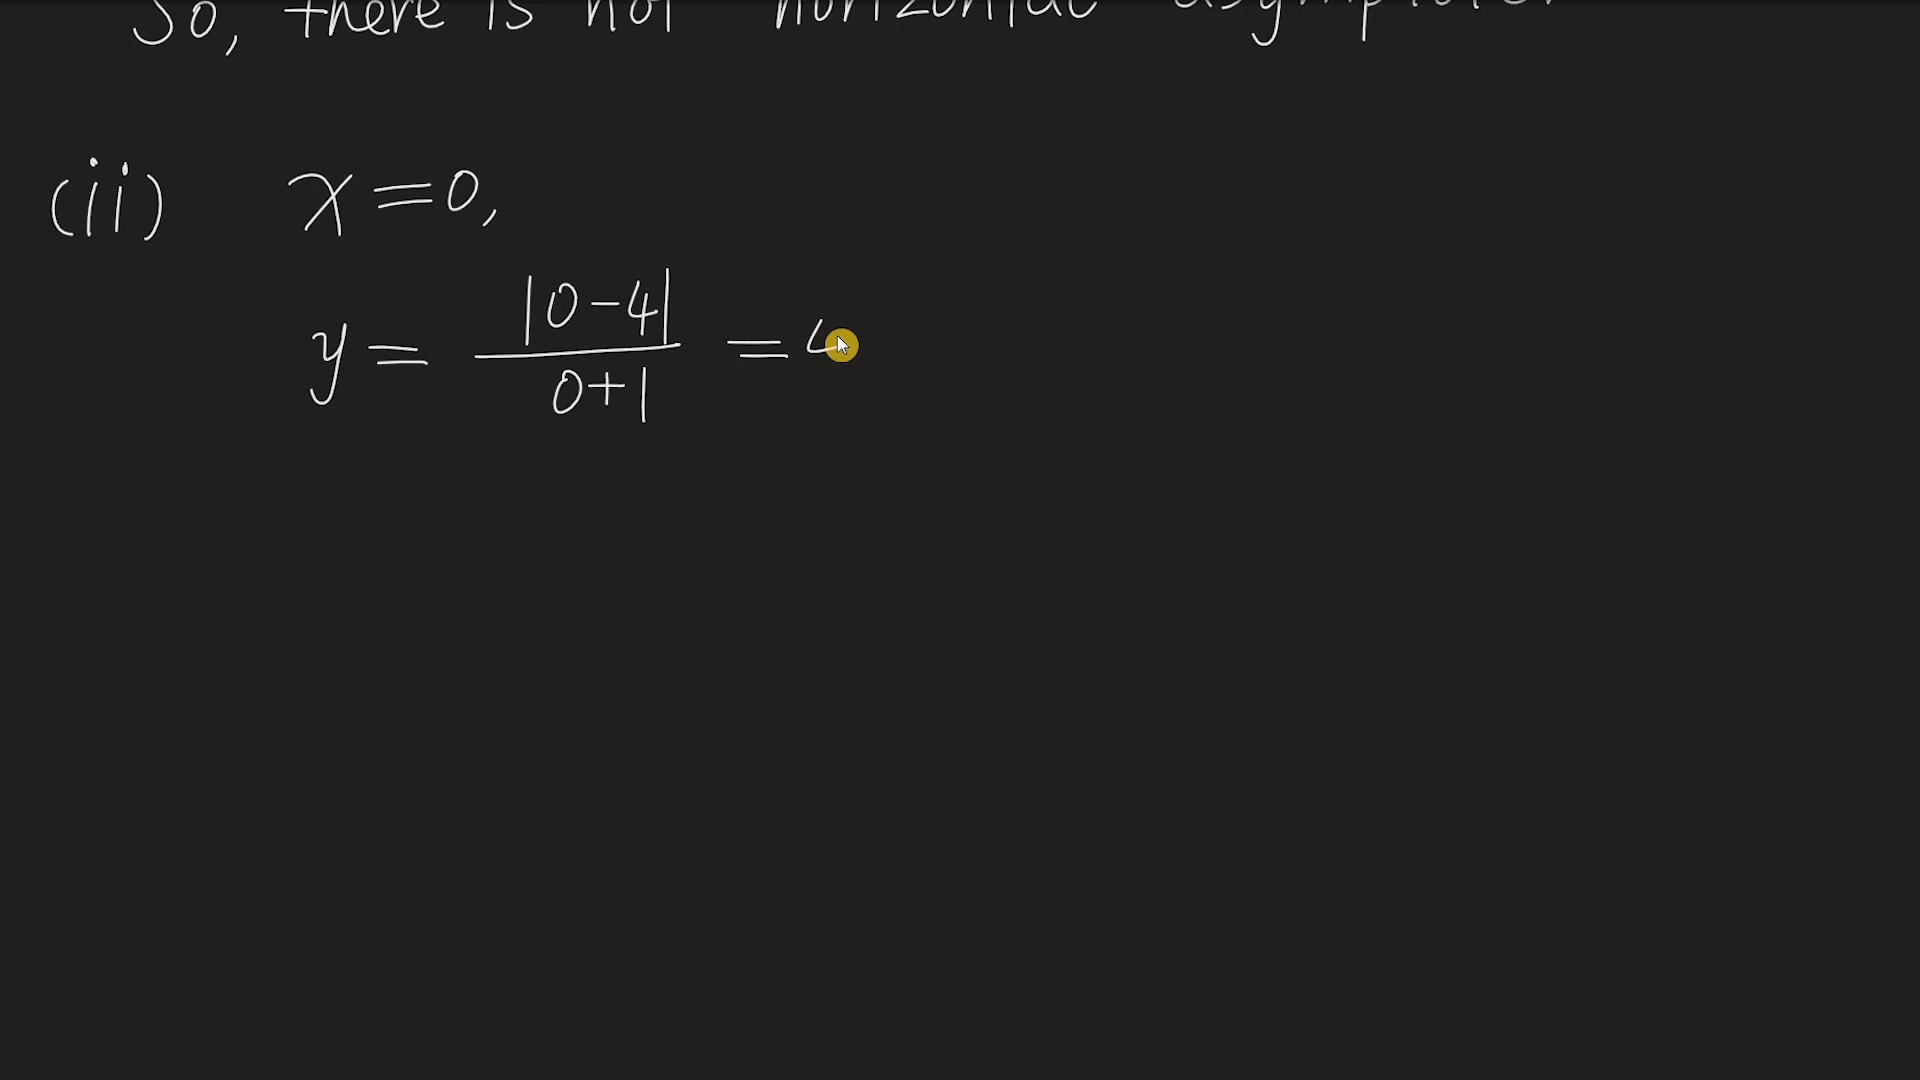 So, there is not horizontal asymptote.
(ii) x=0,
y = |0-4| / 0+1 = 4